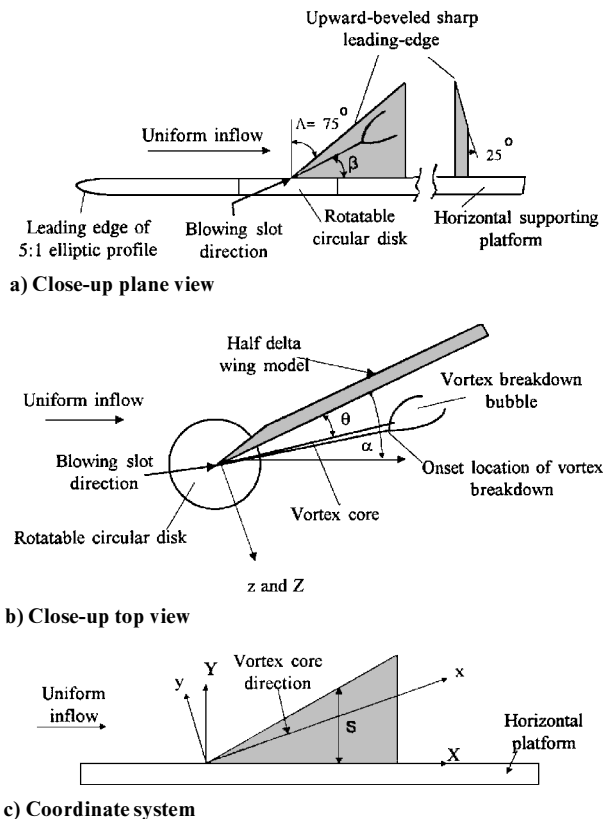 Upward-beveled sharp
leading-edge
Λ= 75°
Uniform inflow
β
25°
Leading edge of
5:1 elliptic profile
Blowing slot
direction
Rotatable
circular disk
Horizontal supporting
platform
a) Close-up plane view
Half delta
wing model
Uniform inflow
Vortex breakdown
bubble
θ
α
Blowing slot
direction
Onset location of vortex
breakdown
Vortex core
Rotatable circular disk
z and Z
b) Close-up top view
Y
Vortex core
direction
y
x
Uniform
inflow
S
Horizontal
platform
X
c) Coordinate system